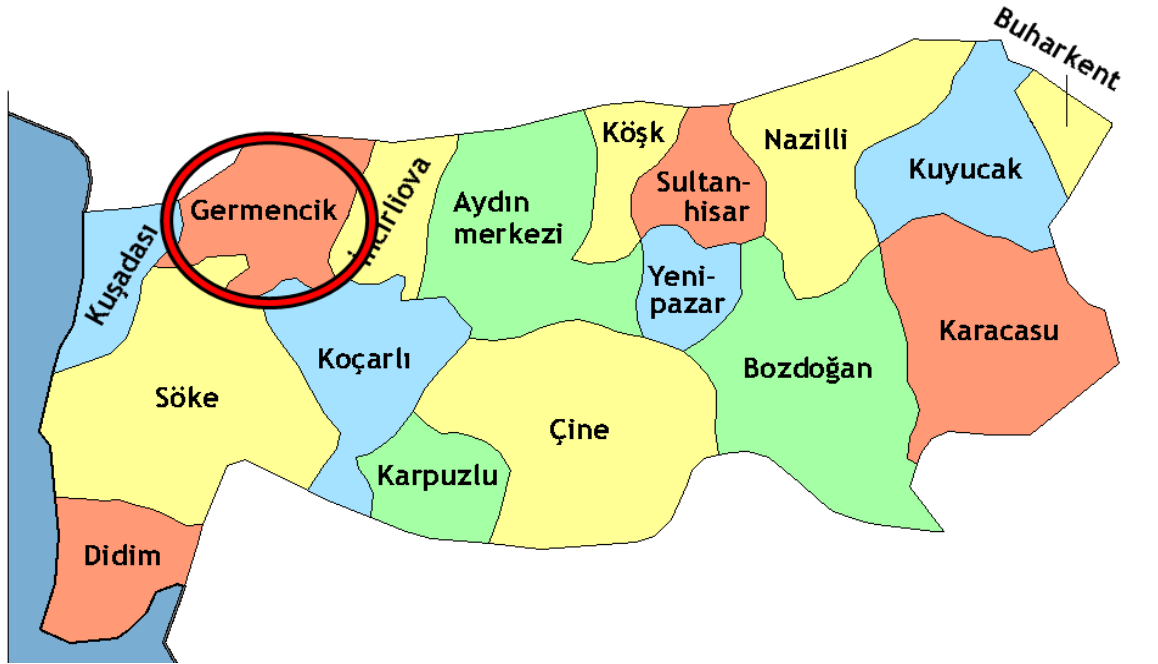 Buharkent
Köşk
Nazilli
Kuyucak
Sultan-
hisar
Germencik
İncirliova
Aydın
merkezi
Kuşadası
Yeni-
pazar
Karacasu
Koçarlı
Bozdoğan
Söke
Çine
Karpuzlu
Didim